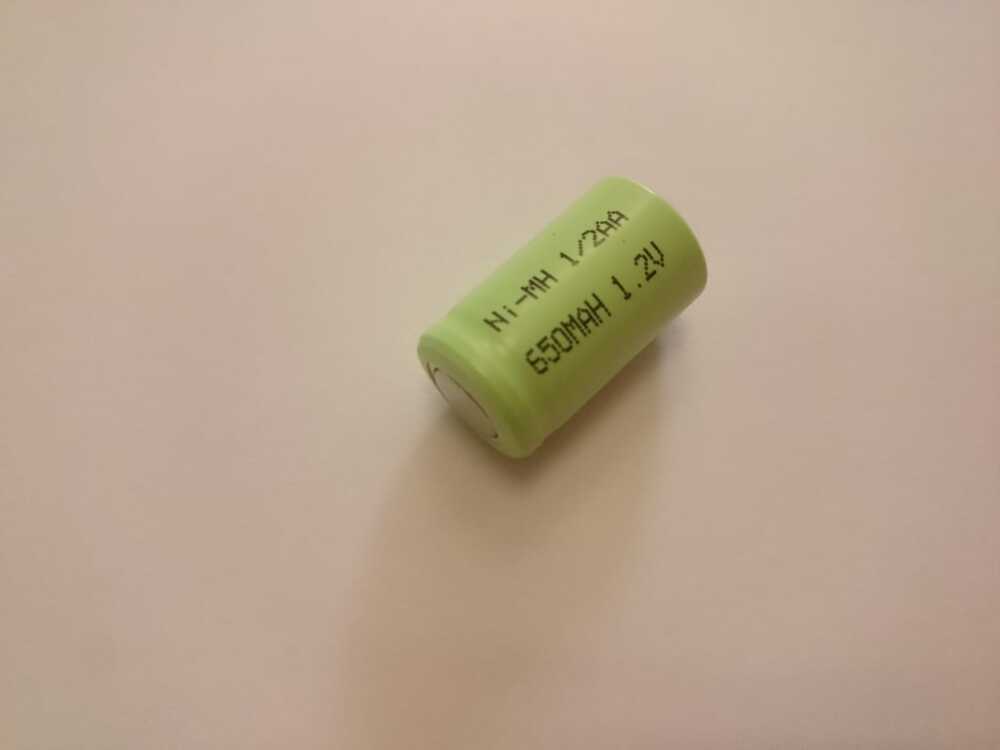 Ni-MH 1/2AA
650MAH 1.2V